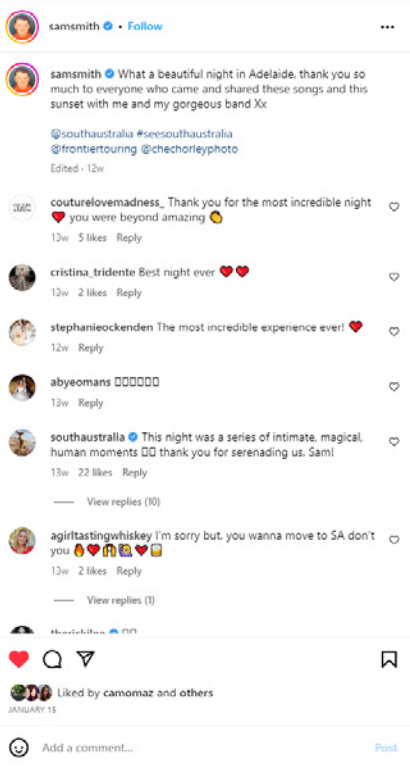 samsmith • Follow
samsmith What a beautiful night in Adelaide, thank you so
much to everyone who came and shared these songs and this
sunset with me and my gorgeous band Xx
@southaustralia #seesouthaustralia
@frontiertouring @chechorleyphoto
Edited · 12w
couturelovemadness_ Thank you for the most incredible night
❤️ you were beyond amazing 👏
13w 5 likes Reply
cristina_tridente Best night ever ❤️❤️
13w 2 likes Reply
stephanieockenden The most incredible experience ever! ❤️
12w Reply
abyeomans ▯▯▯▯▯▯
13w Reply
southaustralia This night was a series of intimate, magical,
human moments ▯▯ thank you for serenading us, Sam!
13w 22 likes Reply
View replies (10)
agirltastingwhiskey I'm sorry but, you wanna move to SA don't
you 🔥❤️🙌🙋❤️🥃
13w 2 likes Reply
View replies (1)
Liked by camomaz and others
JANUARY 15
Add a comment...
Post